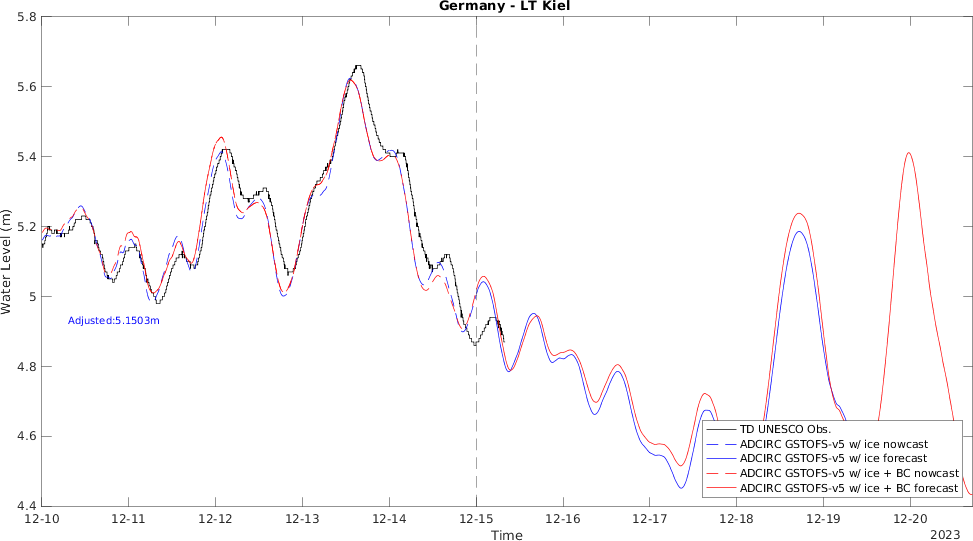 Germany - LT Kiel
5.8
5.6
5.4
5.2
5
4.8
4.6
4.4
Water Level (m)
Adjusted:5.1503m
TD UNESCO Obs.
ADCIRC GSTOFS-v5 w/ ice nowcast
ADCIRC GSTOFS-v5 w/ ice forecast
ADCIRC GSTOFS-v5 w/ ice + BC nowcast
ADCIRC GSTOFS-v5 w/ ice + BC forecast
12-10 12-11 12-12 12-13 12-14 12-15 12-16 12-17 12-18 12-19 12-20
Time
2023